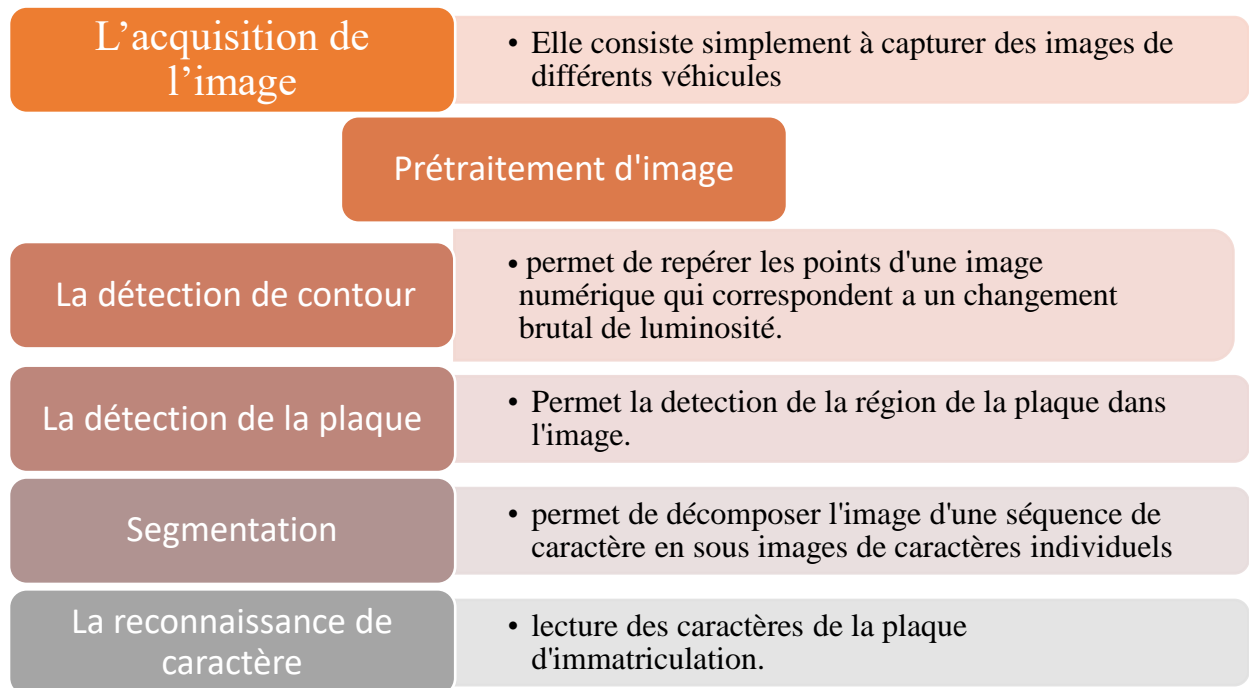 L’acquisition de
l’image
• Elle consiste simplement à capturer des images de
différents véhicules
Prétraitement d'image
La détection de contour
• permet de repérer les points d'une image
numérique qui correspondent a un changement
brutal de luminosité.
La détection de la plaque
• Permet la detection de la région de la plaque dans
l'image.
Segmentation
• permet de décomposer l'image d'une séquence de
caractère en sous images de caractères individuels
La reconnaissance de
caractère
• lecture des caractères de la plaque
d'immatriculation.